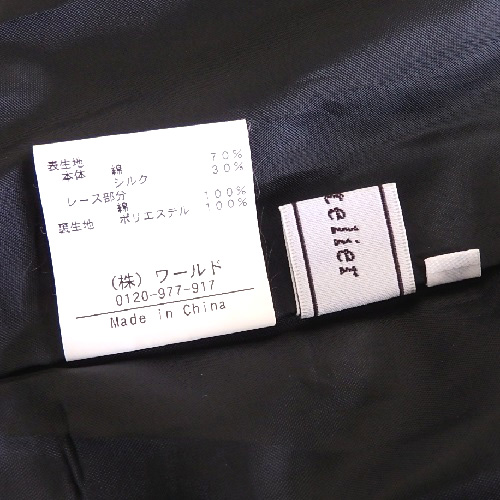 表生地
本体 綿 70%
シルク 30%
レース部分
綿 100%
裏生地 ポリエステル 100%
(株) ワールド
0120-977-917
Made in China
telier